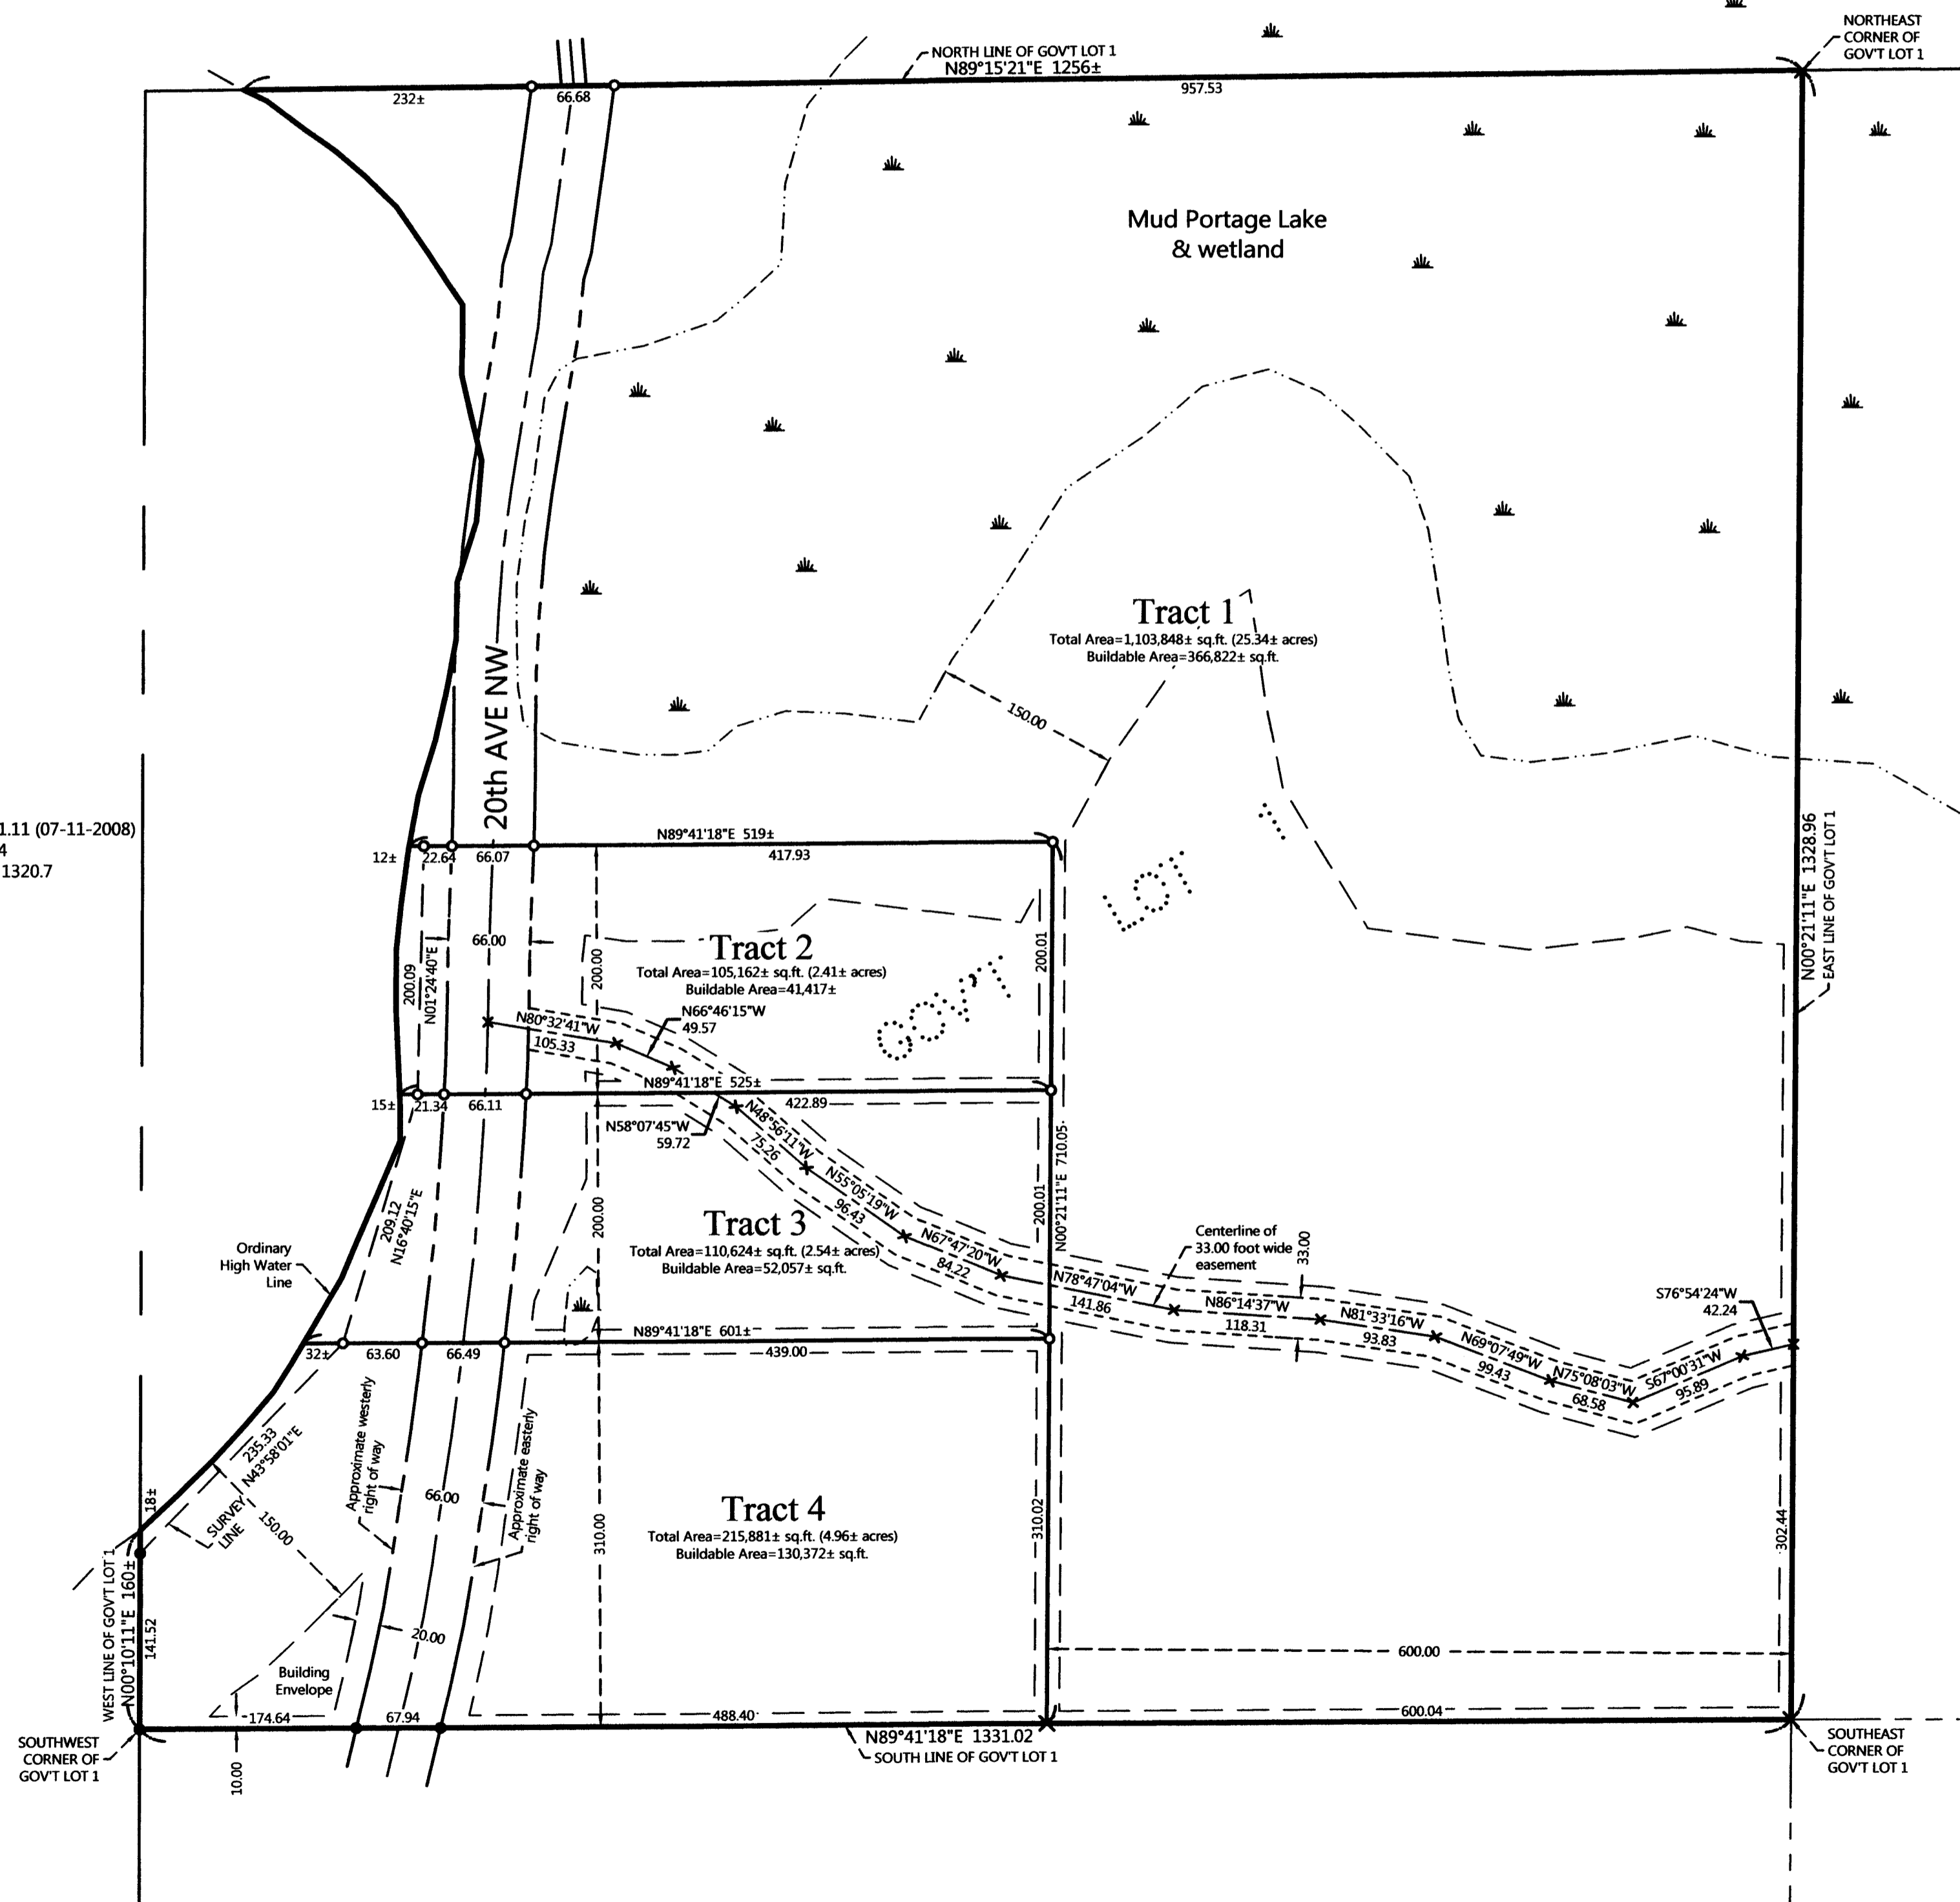 NORTHEAST
CORNER OF
GOV'T LOT 1
NORTH LINE OF GOV'T LOT 1
N89°15'21"E 1256±
232±
66.68
957.53
Mud Portage Lake
& wetland
Tract 1
Total Area=1,103,848± sq.ft. (25.34± acres)
Buildable Area=366,822± sq.ft.
150.00
20th AVE NW
1.11 (07-11-2008)
4
1320.7
N00°21'11"E 1328.96
EAST LINE OF GOV'T LOT 1
N89°41'18"E 519±
12±
22.64
66.07
417.93
GOV'T LOT 1
66.00
200.09
N01°24'40"E
200.00
200.01
Tract 2
Total Area=105,162± sq.ft. (2.41± acres)
Buildable Area=41,417±
N66°46'15"W
49.57
N80°32'41"W
105.33
N89°41'18"E 525±
15±
21.34
66.11
422.89
N58°07'45"W
59.72
N48°56'11"W
75.26
N55°05'19"W
96.43
N67°47'20"W
84.22
N78°47'04"W
141.86
N86°14'37"W
118.31
N81°33'16"W
93.83
N69°07'49"W
99.43
N75°08'03"W
68.58
S67°00'31"W
95.89
S76°54'24"W
42.24
Centerline of
33.00 foot wide
easement
33.00
N00°21'11"E 710.05
200.01
200.00
209.12
N16°40'15"E
Tract 3
Total Area=110,624± sq.ft. (2.54± acres)
Buildable Area=52,057± sq.ft.
Ordinary
High Water
Line
N89°41'18"E 601±
32±
63.60
66.49
439.00
235.33
N43°58'01"E
SURVEY
LINE
18±
150.00
Approximate westerly
right of way
66.00
Approximate easterly
right of way
Tract 4
Total Area=215,881± sq.ft. (4.96± acres)
Buildable Area=130,372± sq.ft.
310.00
310.02
302.44
WEST LINE OF GOV'T LOT 1
N00°10'11"E 160±
141.52
20.00
Building
Envelope
600.00
174.64
67.94
488.40
600.04
N89°41'18"E 1331.02
SOUTH LINE OF GOV'T LOT 1
10.00
SOUTHWEST
CORNER OF
GOV'T LOT 1
SOUTHEAST
CORNER OF
GOV'T LOT 1